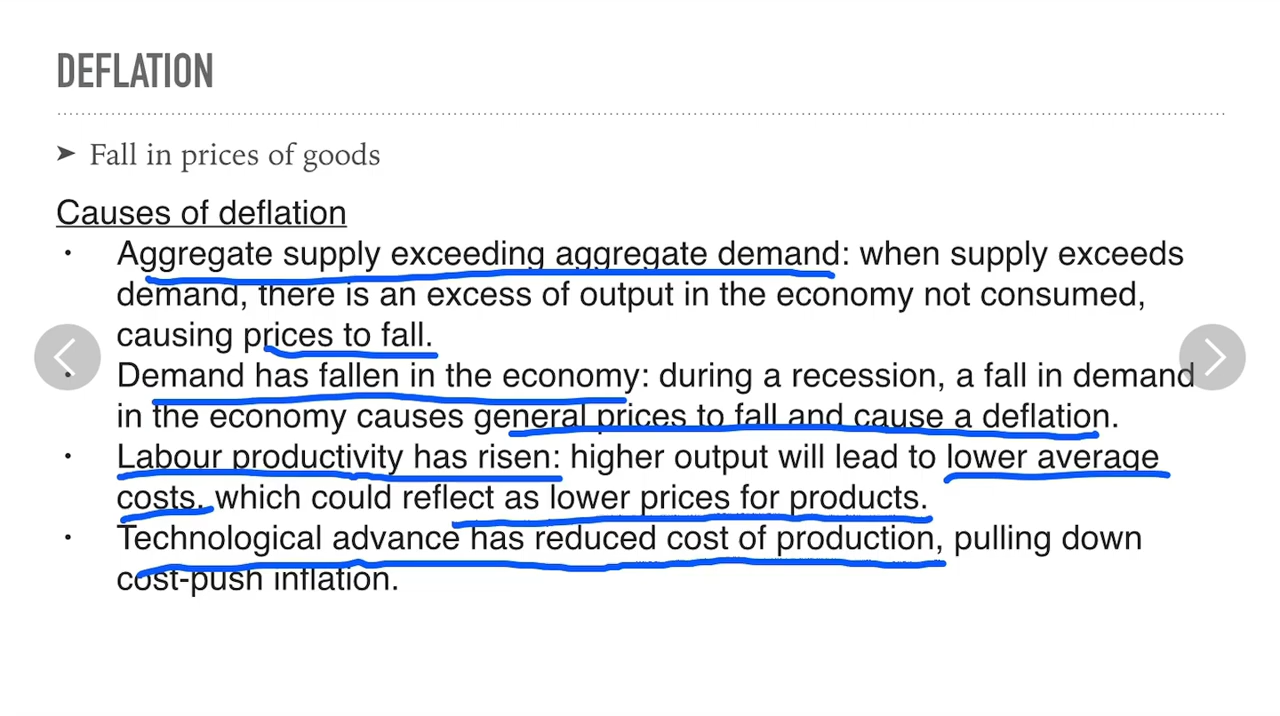 DEFLATION
➤ Fall in prices of goods
Causes of deflation
• Aggregate supply exceeding aggregate demand: when supply exceeds
demand, there is an excess of output in the economy not consumed,
causing prices to fall.
• Demand has fallen in the economy: during a recession, a fall in demand
in the economy causes general prices to fall and cause a deflation.
• Labour productivity has risen: higher output will lead to lower average
costs, which could reflect as lower prices for products.
• Technological advance has reduced cost of production, pulling down
cost-push inflation.